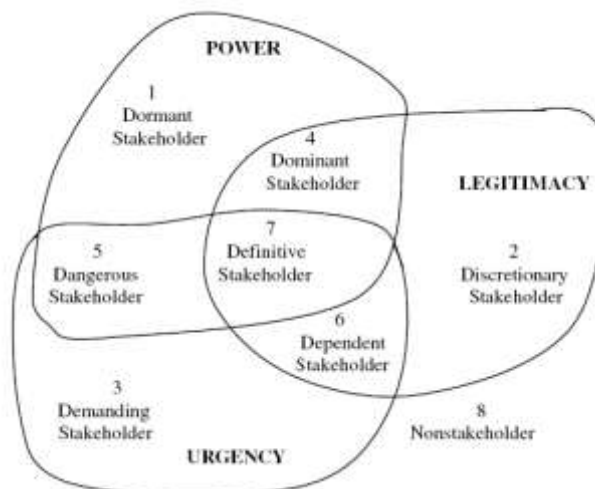 POWER
1
Dormant
Stakeholder
4
Dominant
Stakeholder
LEGITIMACY
5
Dangerous
Stakeholder
7
Definitive
Stakeholder
2
Discretionary
Stakeholder
6
Dependent
Stakeholder
3
Demanding
Stakeholder
8
Nonstakeholder
URGENCY